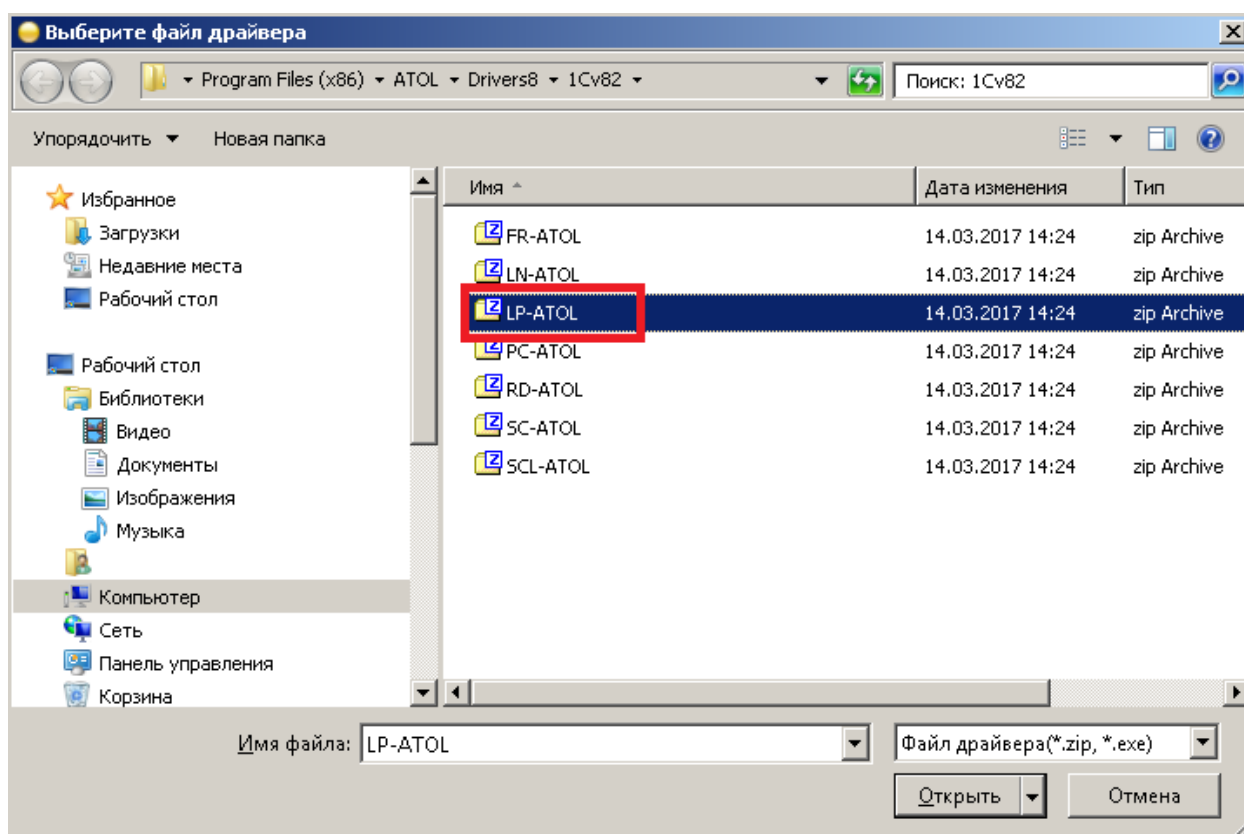 Выберите файл драйвера
Program Files (x86) ATOL Drivers8 1Cv82 Поиск: 1Cv82
Упорядочить Новая папка
Имя Дата изменения Тип
Избранное
Загрузки
Недавние места
Рабочий стол
Рабочий стол
Библиотеки
Видео
Документы
Изображения
Музыка
Компьютер
Сеть
Панель управления
Корзина
FR-ATOL 14.03.2017 14:24 zip Archive
LN-ATOL 14.03.2017 14:24 zip Archive
LP-ATOL 14.03.2017 14:24 zip Archive
PC-ATOL 14.03.2017 14:24 zip Archive
RD-ATOL 14.03.2017 14:24 zip Archive
SC-ATOL 14.03.2017 14:24 zip Archive
SCL-ATOL 14.03.2017 14:24 zip Archive
Имя файла: LP-ATOL Файл драйвера(*.zip, *.exe)
Открыть Отмена